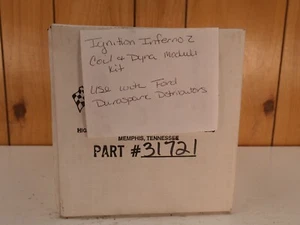 Ignition Inferno 2
Coil & Dyna Module
Kit
Use with Ford
Duraspark Distributors
MEMPHIS, TENNESSEE
PART #31721